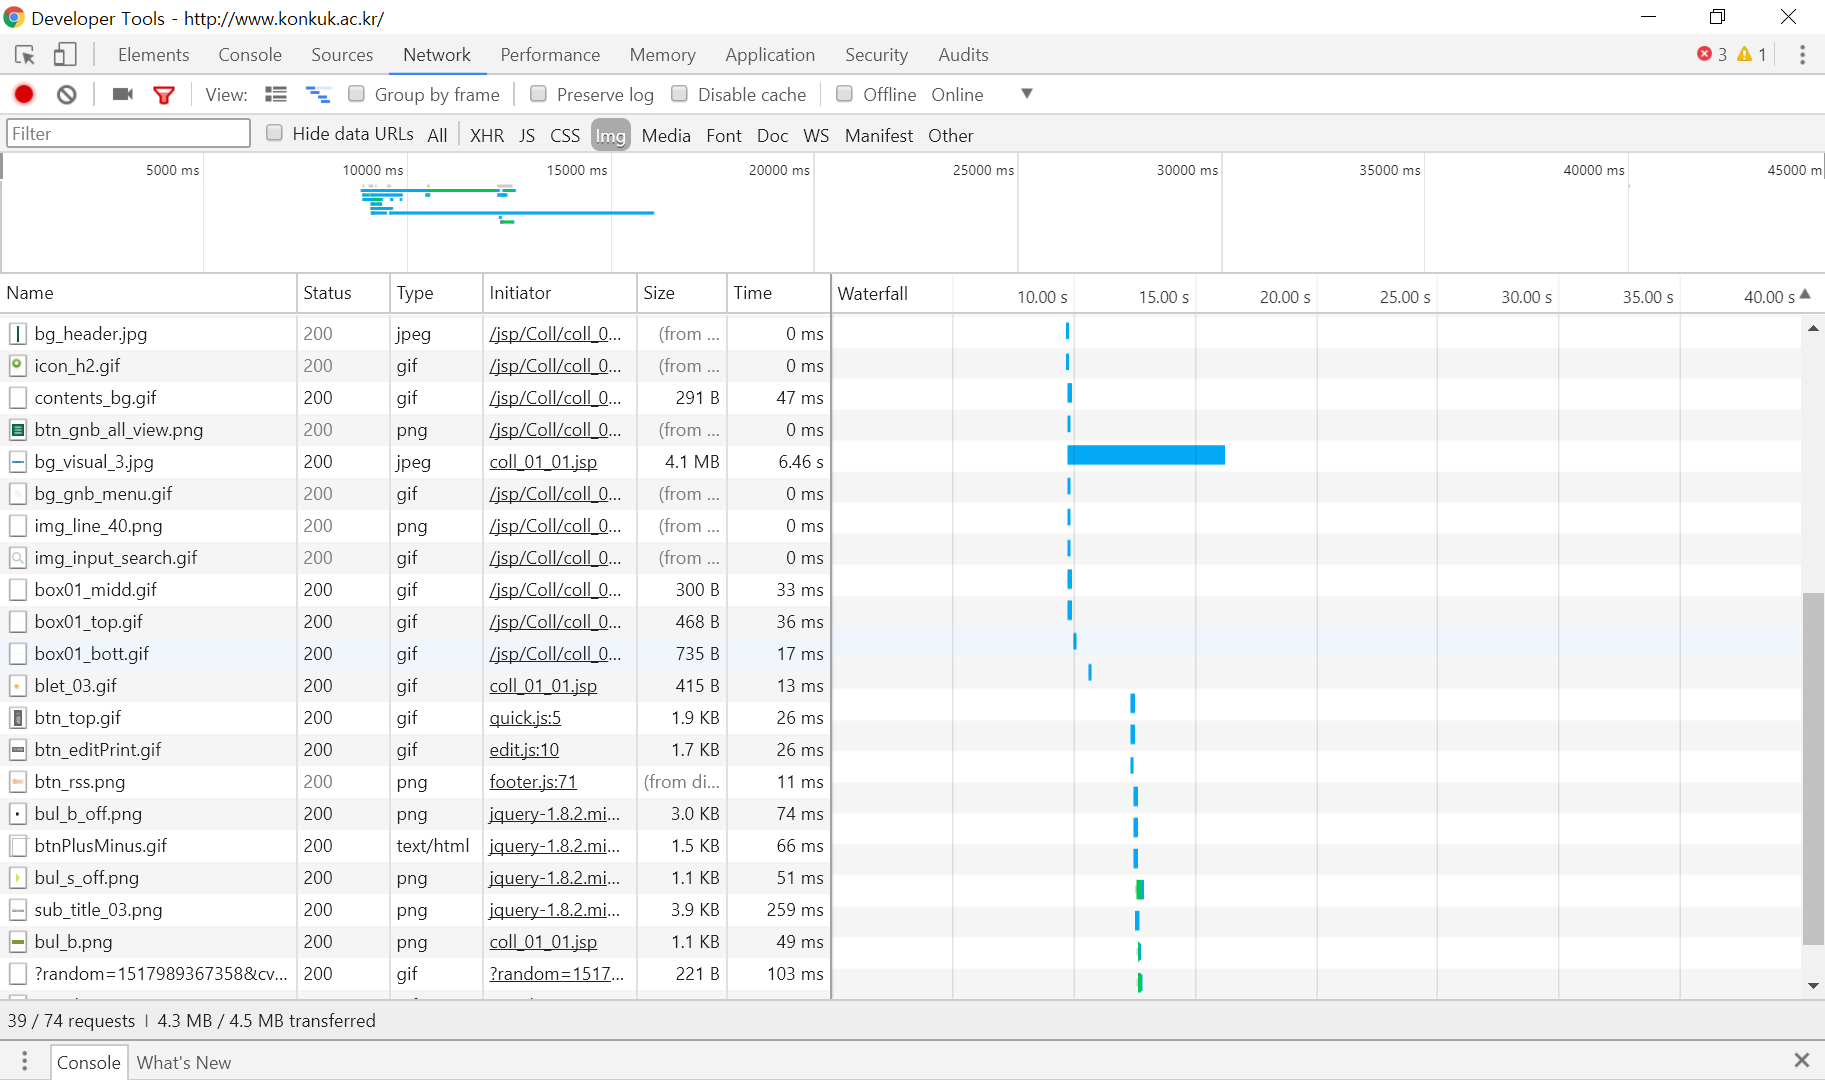 Developer Tools - http://www.konkuk.ac.kr/
Elements Console Sources Network Performance Memory Application Security Audits 3 1
View: Group by frame Preserve log Disable cache Offline Online
Filter Hide data URLs All XHR JS CSS Img Media Font Doc WS Manifest Other
5000 ms 10000 ms 15000 ms 20000 ms 25000 ms 30000 ms 35000 ms 40000 ms 45000 m
Name Status Type Initiator Size Time Waterfall 10.00 s 15.00 s 20.00 s 25.00 s 30.00 s 35.00 s 40.00 s
bg_header.jpg 200 jpeg /jsp/Coll/coll_0... (from ... 0 ms
icon_h2.gif 200 gif /jsp/Coll/coll_0... (from ... 0 ms
contents_bg.gif 200 gif /jsp/Coll/coll_0... 291 B 47 ms
btn_gnb_all_view.png 200 png /jsp/Coll/coll_0... (from ... 0 ms
bg_visual_3.jpg 200 jpeg coll_01_01.jsp 4.1 MB 6.46 s
bg_gnb_menu.gif 200 gif /jsp/Coll/coll_0... (from ... 0 ms
img_line_40.png 200 png /jsp/Coll/coll_0... (from ... 0 ms
img_input_search.gif 200 gif /jsp/Coll/coll_0... (from ... 0 ms
box01_midd.gif 200 gif /jsp/Coll/coll_0... 300 B 33 ms
box01_top.gif 200 gif /jsp/Coll/coll_0... 468 B 36 ms
box01_bott.gif 200 gif /jsp/Coll/coll_0... 735 B 17 ms
blet_03.gif 200 gif coll_01_01.jsp 415 B 13 ms
btn_top.gif 200 gif quick.js:5 1.9 KB 26 ms
btn_editPrint.gif 200 gif edit.js:10 1.7 KB 26 ms
btn_rss.png 200 png footer.js:71 (from di... 11 ms
bul_b_off.png 200 png jquery-1.8.2.mi... 3.0 KB 74 ms
btnPlusMinus.gif 200 text/html jquery-1.8.2.mi... 1.5 KB 66 ms
bul_s_off.png 200 png jquery-1.8.2.mi... 1.1 KB 51 ms
sub_title_03.png 200 png jquery-1.8.2.mi... 3.9 KB 259 ms
bul_b.png 200 png coll_01_01.jsp 1.1 KB 49 ms
?random=1517989367358&cv... 200 gif ?random=1517... 221 B 103 ms
39 / 74 requests | 4.3 MB / 4.5 MB transferred
Console What's New